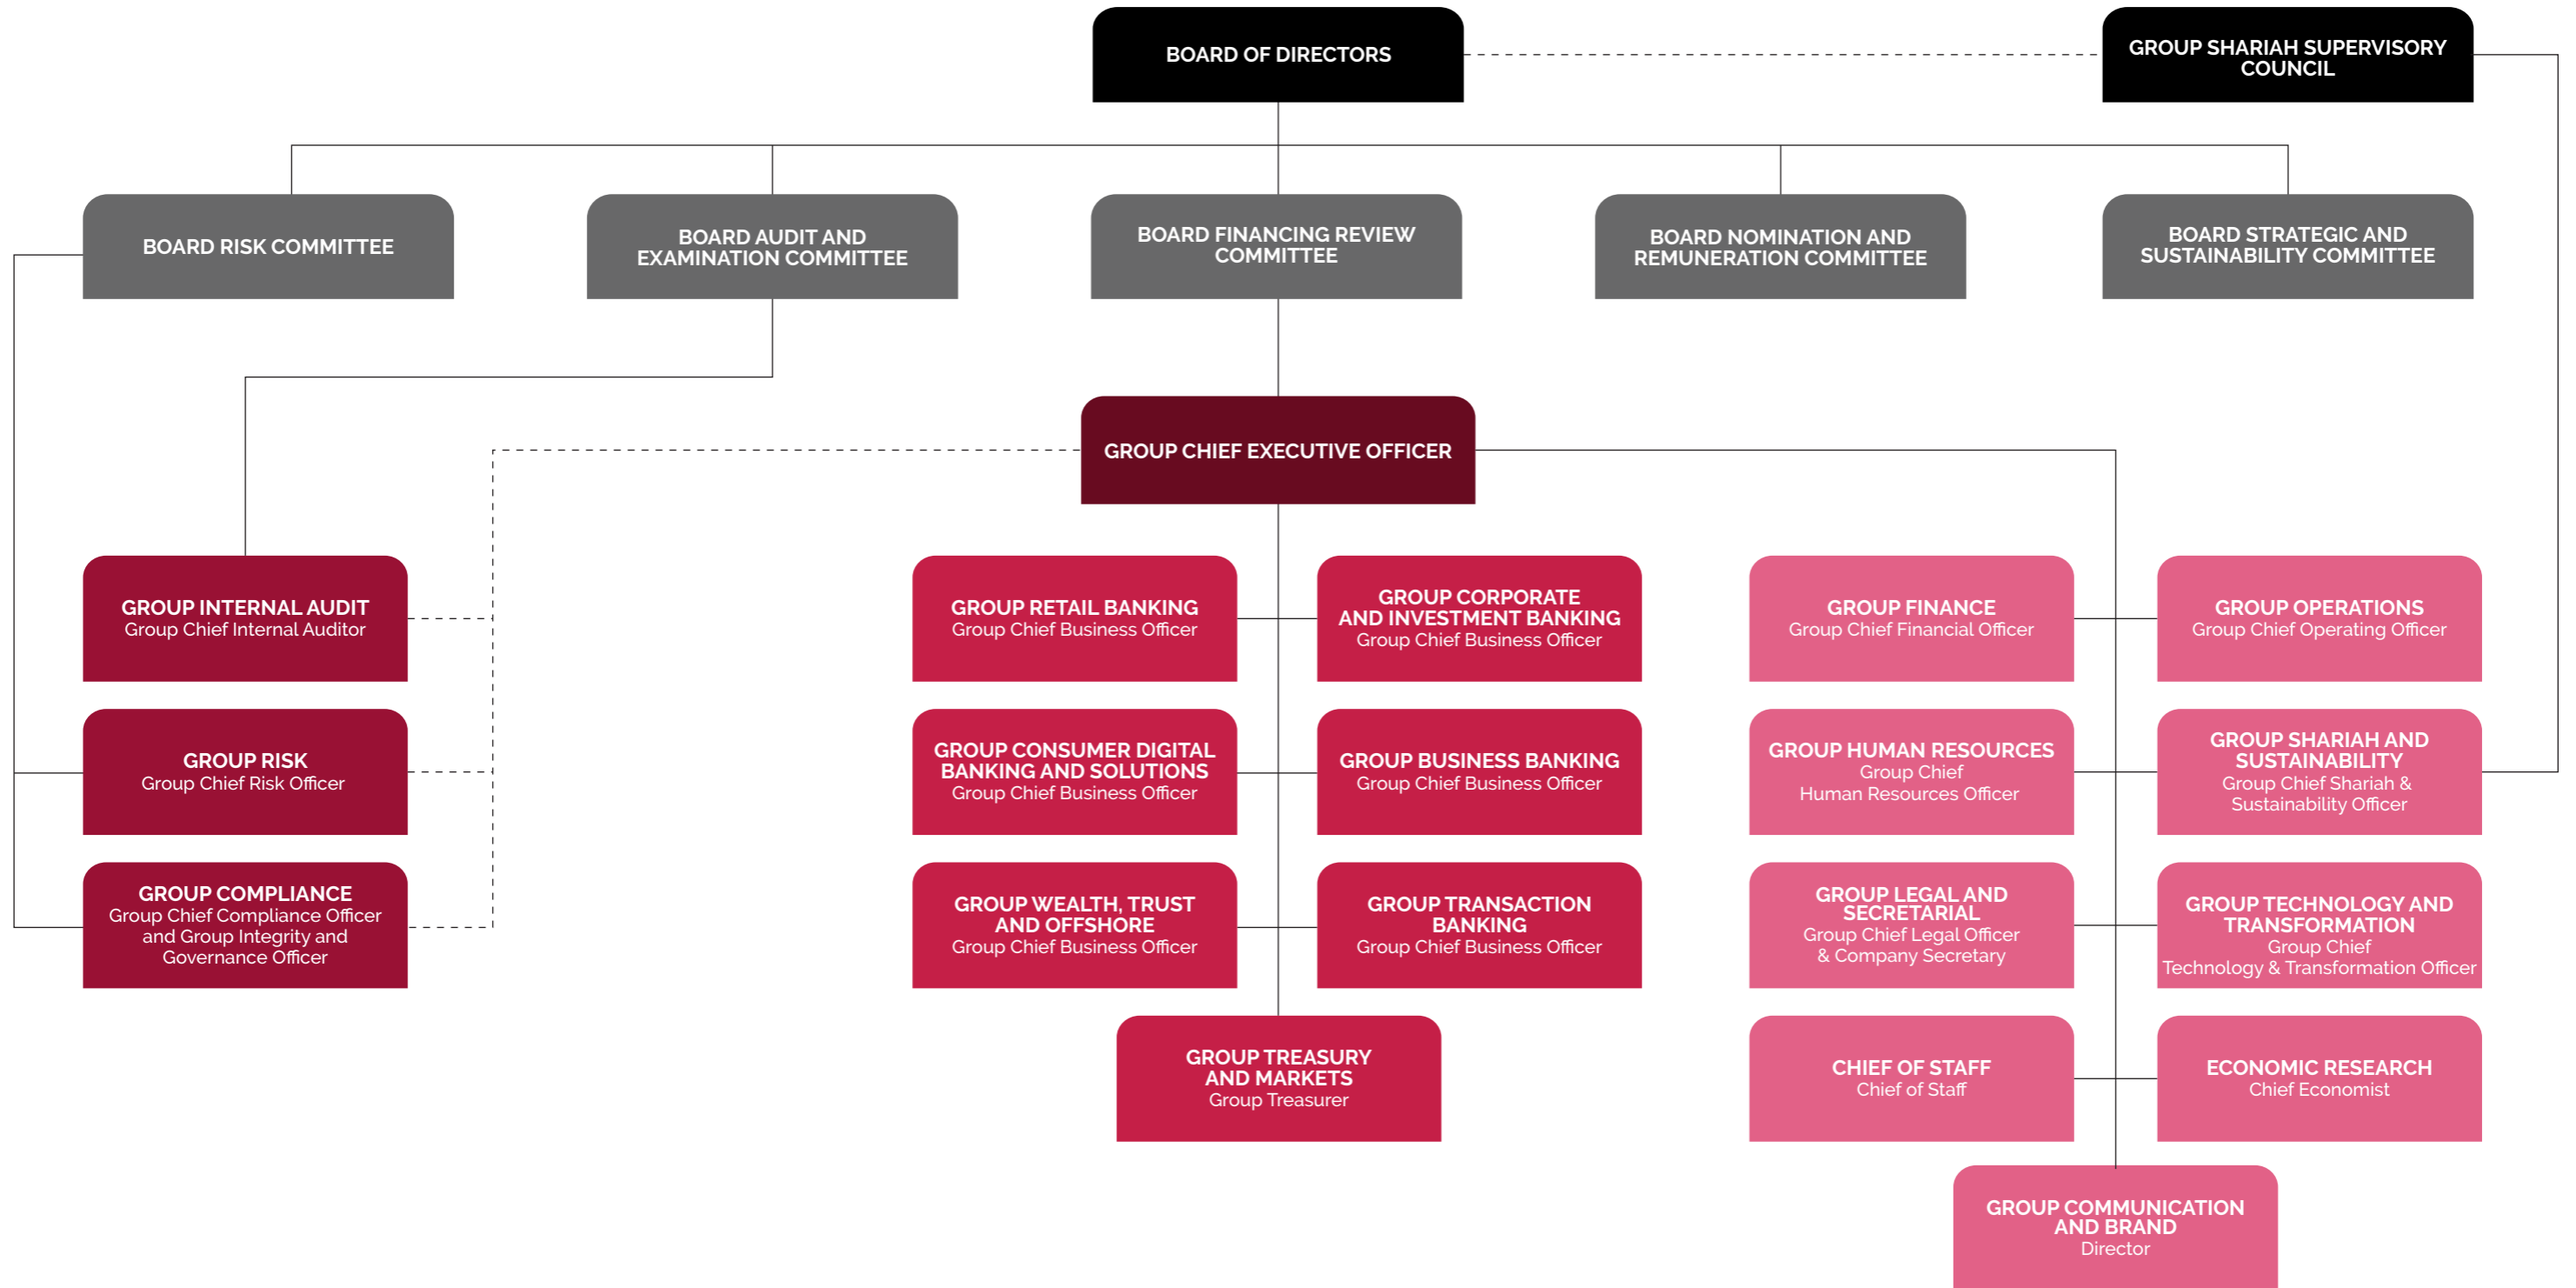 BOARD OF DIRECTORS
GROUP SHARIAH SUPERVISORY
COUNCIL
BOARD RISK COMMITTEE
BOARD AUDIT AND
EXAMINATION COMMITTEE
BOARD FINANCING REVIEW
COMMITTEE
BOARD NOMINATION AND
REMUNERATION COMMITTEE
BOARD STRATEGIC AND
SUSTAINABILITY COMMITTEE
GROUP CHIEF EXECUTIVE OFFICER
GROUP INTERNAL AUDIT
Group Chief Internal Auditor
GROUP RISK
Group Chief Risk Officer
GROUP COMPLIANCE
Group Chief Compliance Officer
and Group Integrity and
Governance Officer
GROUP RETAIL BANKING
Group Chief Business Officer
GROUP CORPORATE
AND INVESTMENT BANKING
Group Chief Business Officer
GROUP CONSUMER DIGITAL
BANKING AND SOLUTIONS
Group Chief Business Officer
GROUP BUSINESS BANKING
Group Chief Business Officer
GROUP WEALTH, TRUST
AND OFFSHORE
Group Chief Business Officer
GROUP TRANSACTION
BANKING
Group Chief Business Officer
GROUP TREASURY
AND MARKETS
Group Treasurer
GROUP FINANCE
Group Chief Financial Officer
GROUP OPERATIONS
Group Chief Operating Officer
GROUP HUMAN RESOURCES
Group Chief
Human Resources Officer
GROUP SHARIAH AND
SUSTAINABILITY
Group Chief Shariah &
Sustainability Officer
GROUP LEGAL AND
SECRETARIAL
Group Chief Legal Officer
& Company Secretary
GROUP TECHNOLOGY AND
TRANSFORMATION
Group Chief
Technology & Transformation Officer
CHIEF OF STAFF
Chief of Staff
ECONOMIC RESEARCH
Chief Economist
GROUP COMMUNICATION
AND BRAND
Director